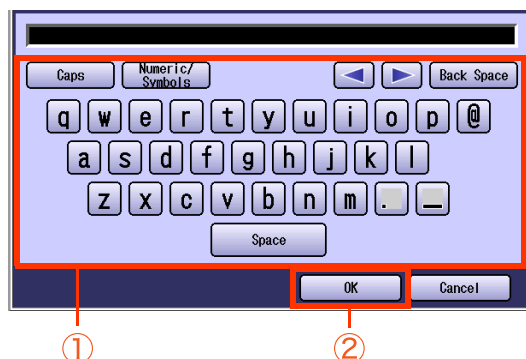 Caps Numeric/ Back Space
Symbols
q w e r t y u i o p @
a s d f g h j k l
z x c v b n m . _
Space
OK Cancel
① ②